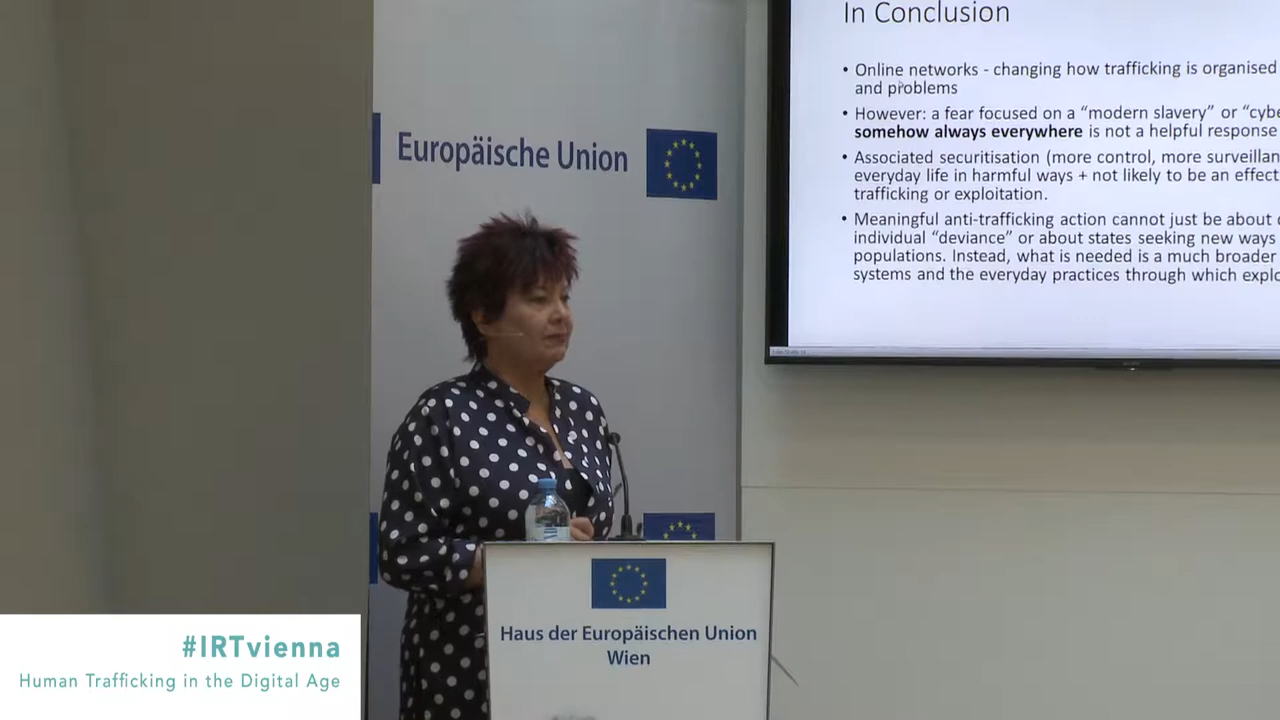 Europäische Union
In Conclusion
• Online networks - changing how trafficking is organised
and problems
• However: a fear focused on a “modern slavery” or “cybe
somehow always everywhere is not a helpful response
• Associated securitisation (more control, more surveillan
everyday life in harmful ways + not likely to be an effect
trafficking or exploitation.
• Meaningful anti-trafficking action cannot just be about
individual “deviance” or about states seeking new ways
populations. Instead, what is needed is a much broader
systems and the everyday practices through which explo
Haus der Europäischen Union
Wien
#IRTvienna
Human Trafficking in the Digital Age